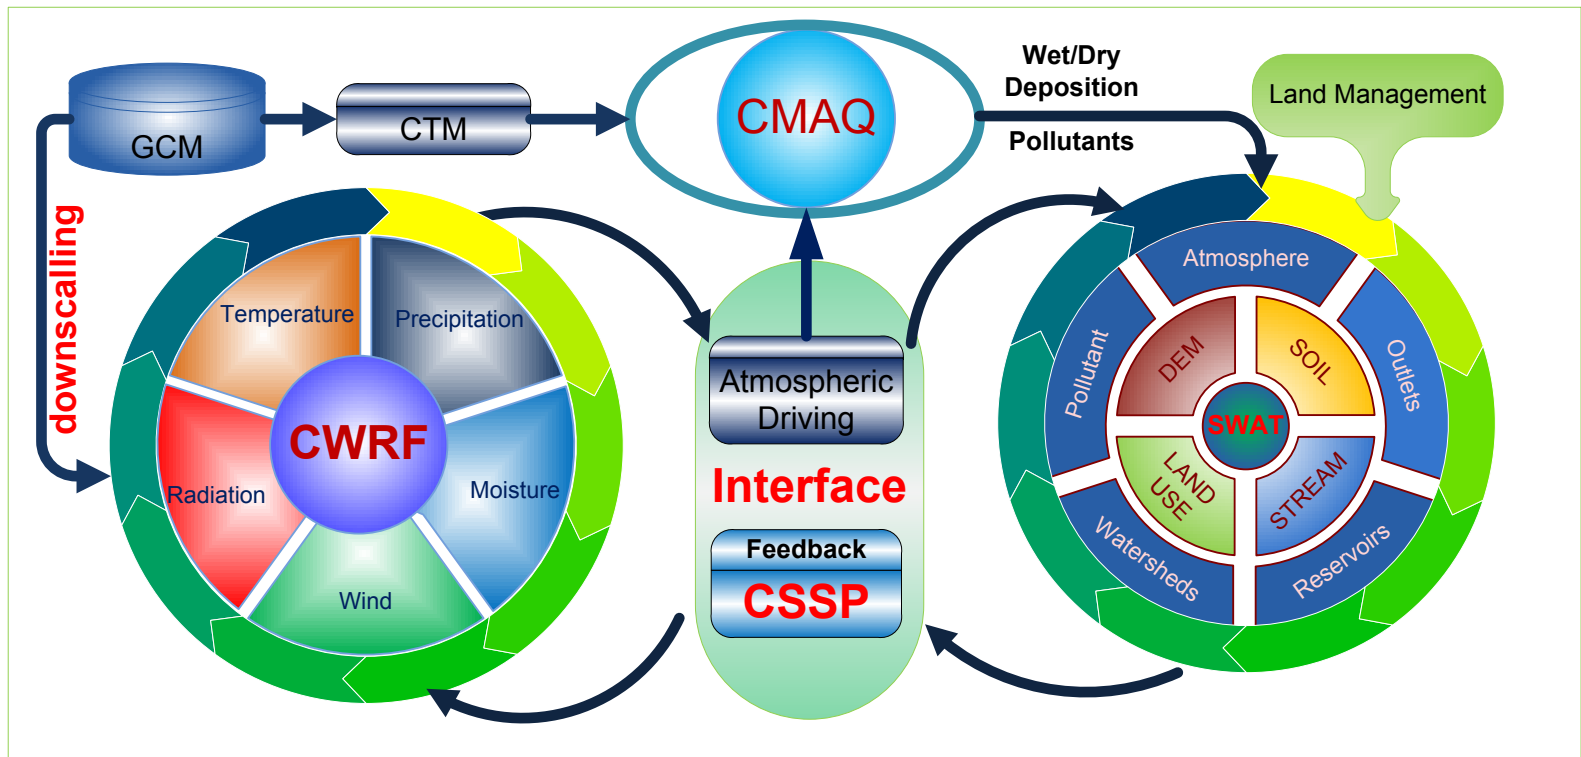 GCM
CTM
CMAQ
Wet/Dry
Deposition
Pollutants
Land Management
downscalling
Temperature
Precipitation
CWRF
Radiation
Moisture
Wind
Atmospheric
Driving
Interface
Feedback
CSSP
Atmosphere
Pollutant
Outlets
DEM
SOIL
SWAT
LAND
USE
STREAM
Watersheds
Reservoirs